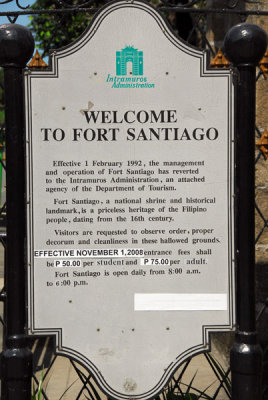 Intramuros
Administration
WELCOME
TO FORT SANTIAGO
Effective 1 February 1992, the management
and operation of Fort Santiago has reverted
to the Intramuros Administration, an attached
agency of the Department of Tourism.
Fort Santiago, a national shrine and historical
landmark, is a priceless heritage of the Filipino
people, dating from the 16th century.
Visitors are requested to observe order, proper
decorum and cleanliness in these hallowed grounds.
EFFECTIVE NOVEMBER 1,2008 entrance fees shall
be P 50.00 per student and P 75.00 per adult.
Fort Santiago is open daily from 8:00 a.m.
to 6:00 p.m.